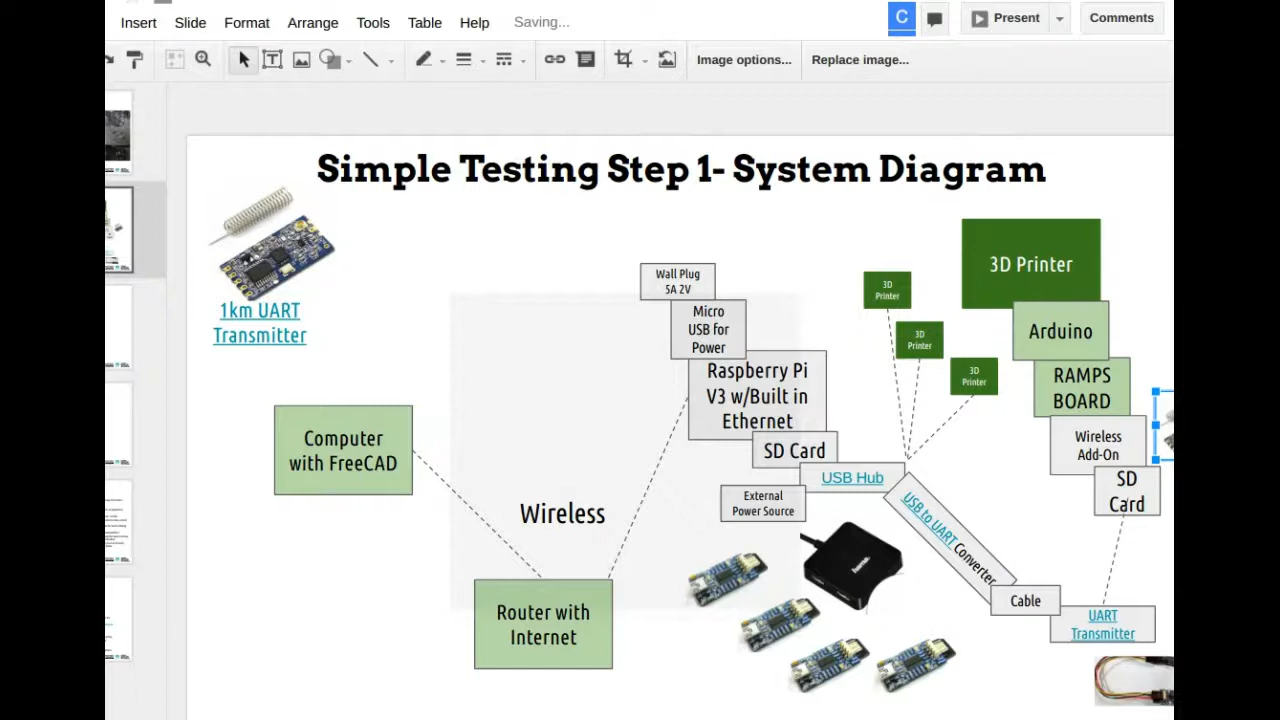 Insert Slide Format Arrange Tools Table Help Saving...
C Present Comments
Image options... Replace image...
Simple Testing Step 1- System Diagram
1km UART
Transmitter
Wall Plug
5A 2V
Micro
USB for
Power
Raspberry Pi
V3 w/Built in
Ethernet
SD Card
USB Hub
External
Power Source
3D
Printer
3D
Printer
3D
Printer
3D Printer
Arduino
RAMPS
BOARD
Wireless
Add-On
SD
Card
Computer
with FreeCAD
Wireless
Router with
Internet
USB to UART Converter
Cable
UART
Transmitter